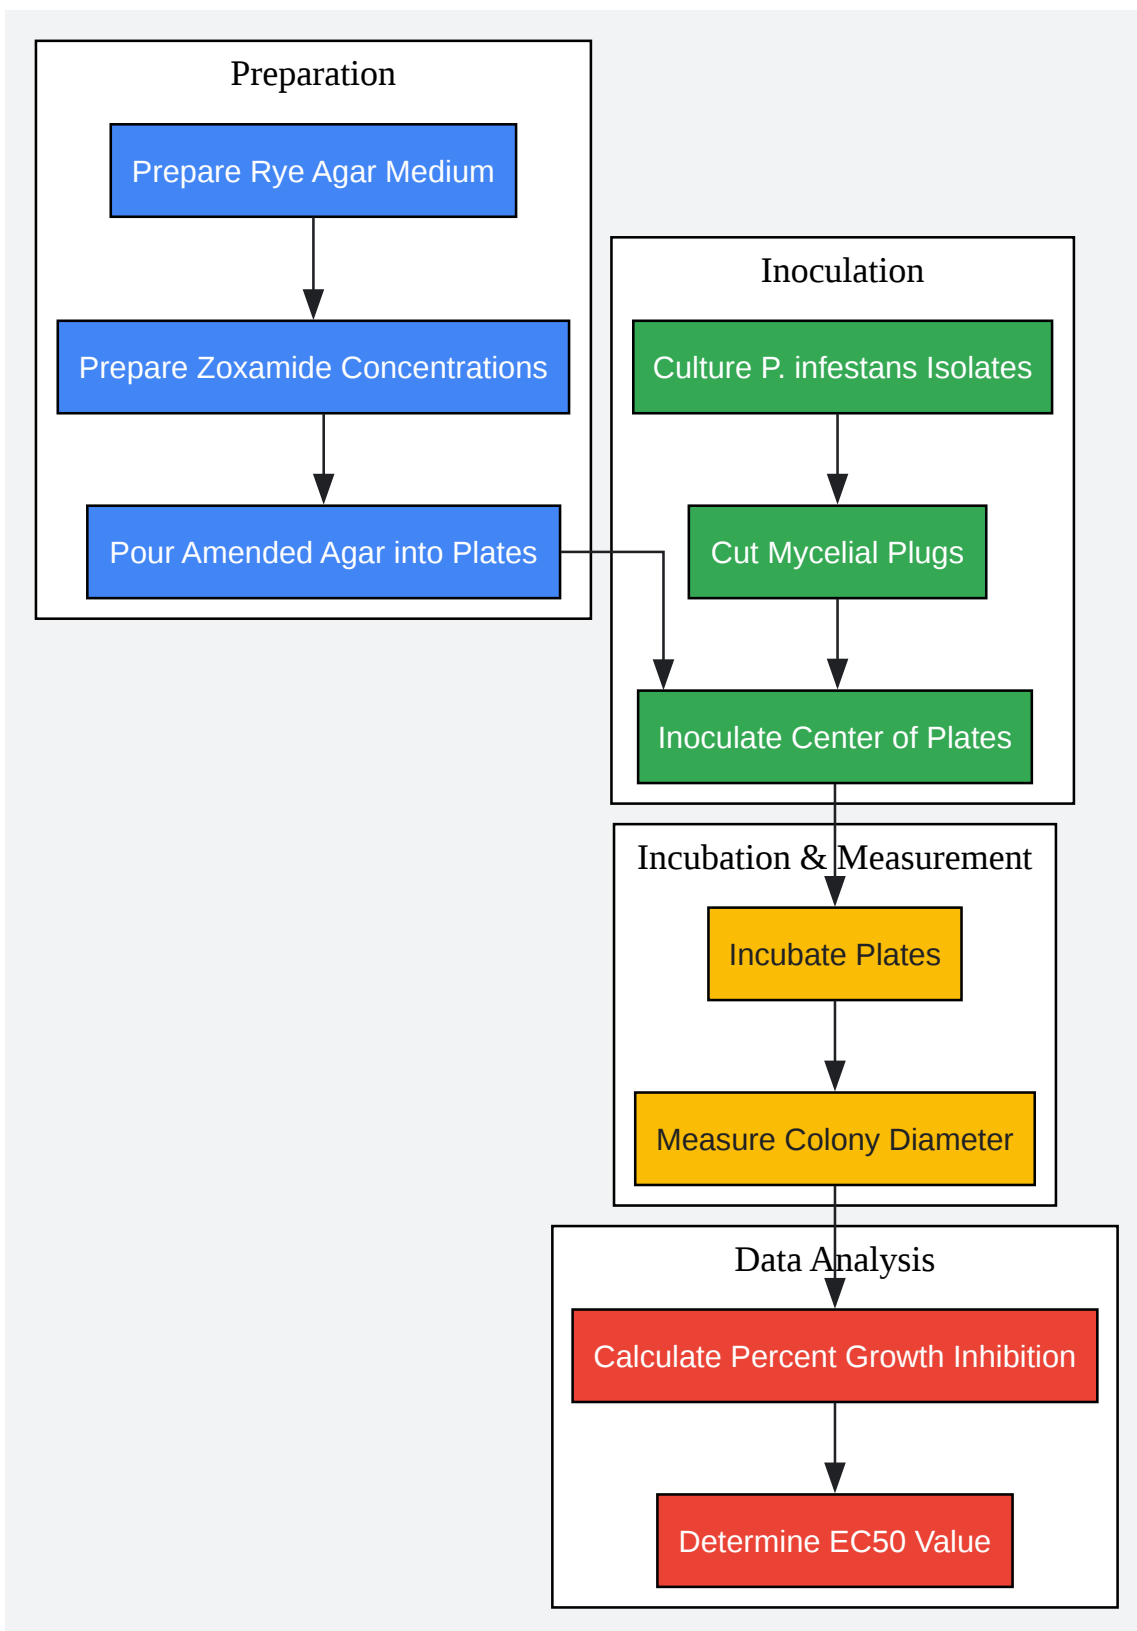 Preparation
Prepare Rye Agar Medium
Prepare Zoxamide Concentrations
Pour Amended Agar into Plates
Inoculation
Culture P. infestans Isolates
Cut Mycelial Plugs
Inoculate Center of Plates
Incubation & Measurement
Incubate Plates
Measure Colony Diameter
Data Analysis
Calculate Percent Growth Inhibition
Determine EC50 Value